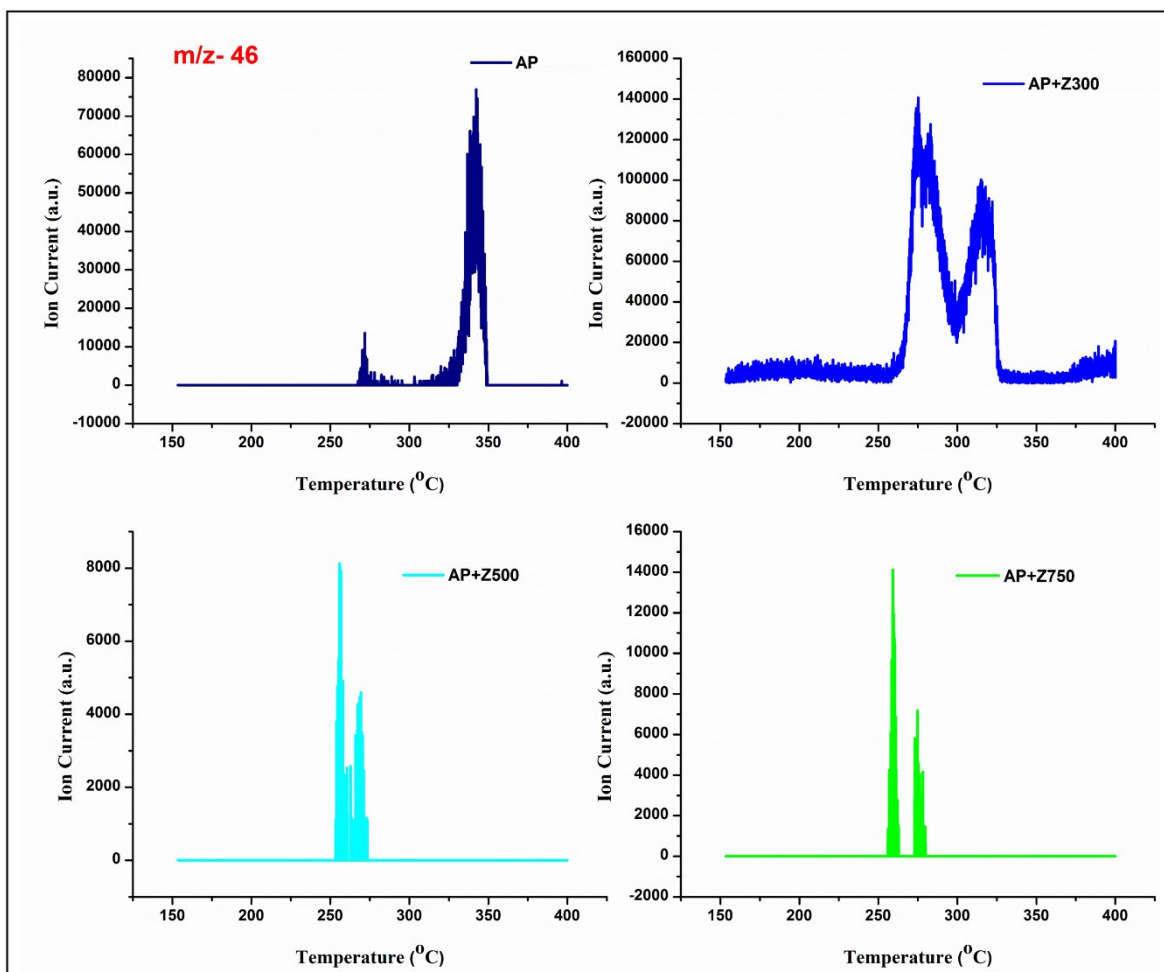 m/z- 46
AP
80000
70000
60000
50000
40000
30000
20000
10000
0
-10000
Ion Current (a.u.)
150 200 250 300 350 400
Temperature (°C)
AP+Z300
160000
140000
120000
100000
80000
60000
40000
20000
0
-20000
Ion Current (a.u.)
150 200 250 300 350 400
Temperature (°C)
AP+Z500
8000
6000
4000
2000
0
Ion Current (a.u.)
150 200 250 300 350 400
Temperature (°C)
AP+Z750
16000
14000
12000
10000
8000
6000
4000
2000
0
-2000
Ion Current (a.u.)
150 200 250 300 350 400
Temperature (°C)